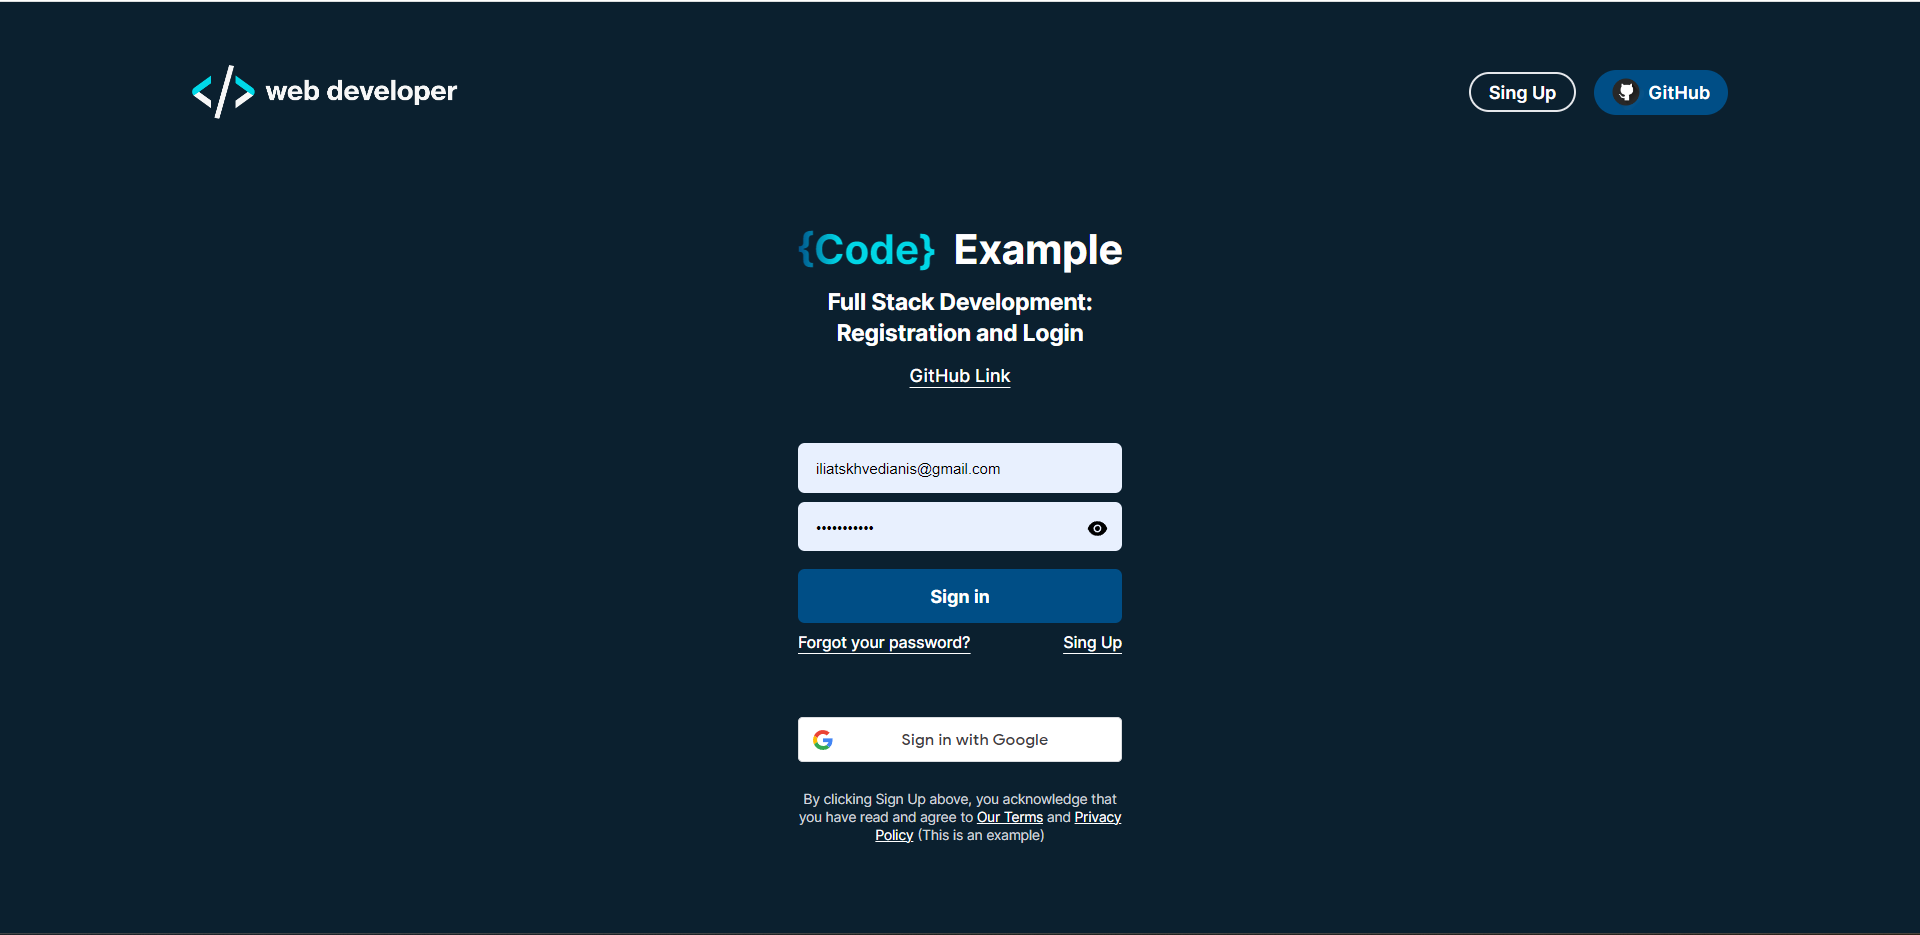 </> web developer
Sing Up
GitHub
{Code} Example
Full Stack Development:
Registration and Login
GitHub Link
iliatskhvedianis@gmail.com
•••••••••••
Sign in
Forgot your password?
Sing Up
Sign in with Google
By clicking Sign Up above, you acknowledge that
you have read and agree to Our Terms and Privacy
Policy (This is an example)